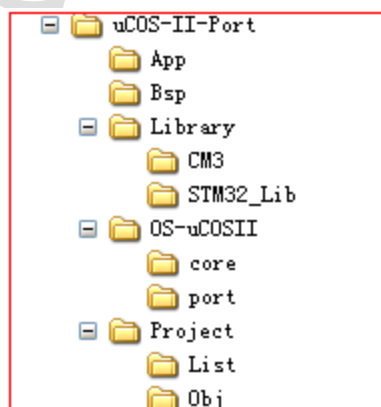 uCOS-II-Port
App
Bsp
Library
CM3
STM32_Lib
OS-uCOSII
core
port
Project
List
Obj